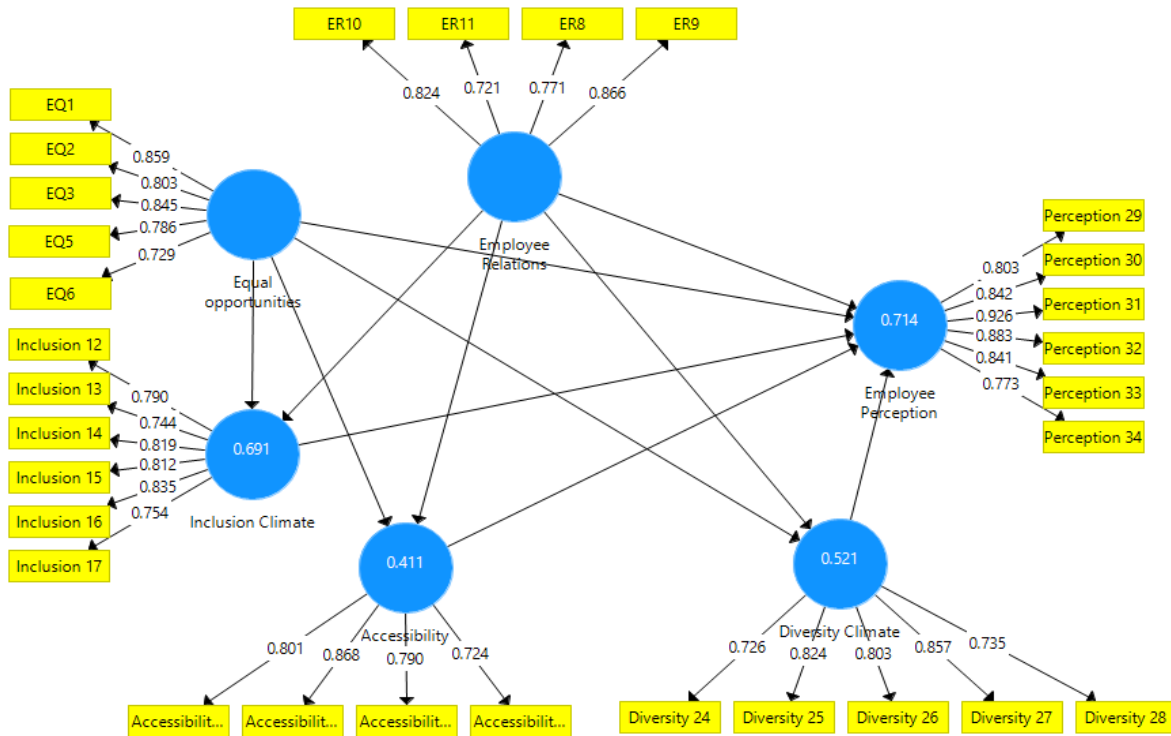 ER10
ER11
ER8
ER9
0.824
0.721
0.771
0.866
EQ1
EQ2
EQ3
EQ5
EQ6
0.859
0.803
0.845
0.786
0.729
Equal
opportunities
Employee
Relations
Perception 29
Perception 30
Perception 31
Perception 32
Perception 33
Perception 34
0.803
0.842
0.926
0.883
0.841
0.773
0.714
Employee
Perception
Inclusion 12
Inclusion 13
Inclusion 14
Inclusion 15
Inclusion 16
Inclusion 17
0.790
0.744
0.819
0.812
0.835
0.754
0.691
Inclusion Climate
0.411
Accessibility
0.801
0.868
0.790
0.724
Accessibilit...
Accessibilit...
Accessibilit...
Accessibilit...
0.521
Diversity Climate
0.726
0.824
0.803
0.857
0.735
Diversity 24
Diversity 25
Diversity 26
Diversity 27
Diversity 28